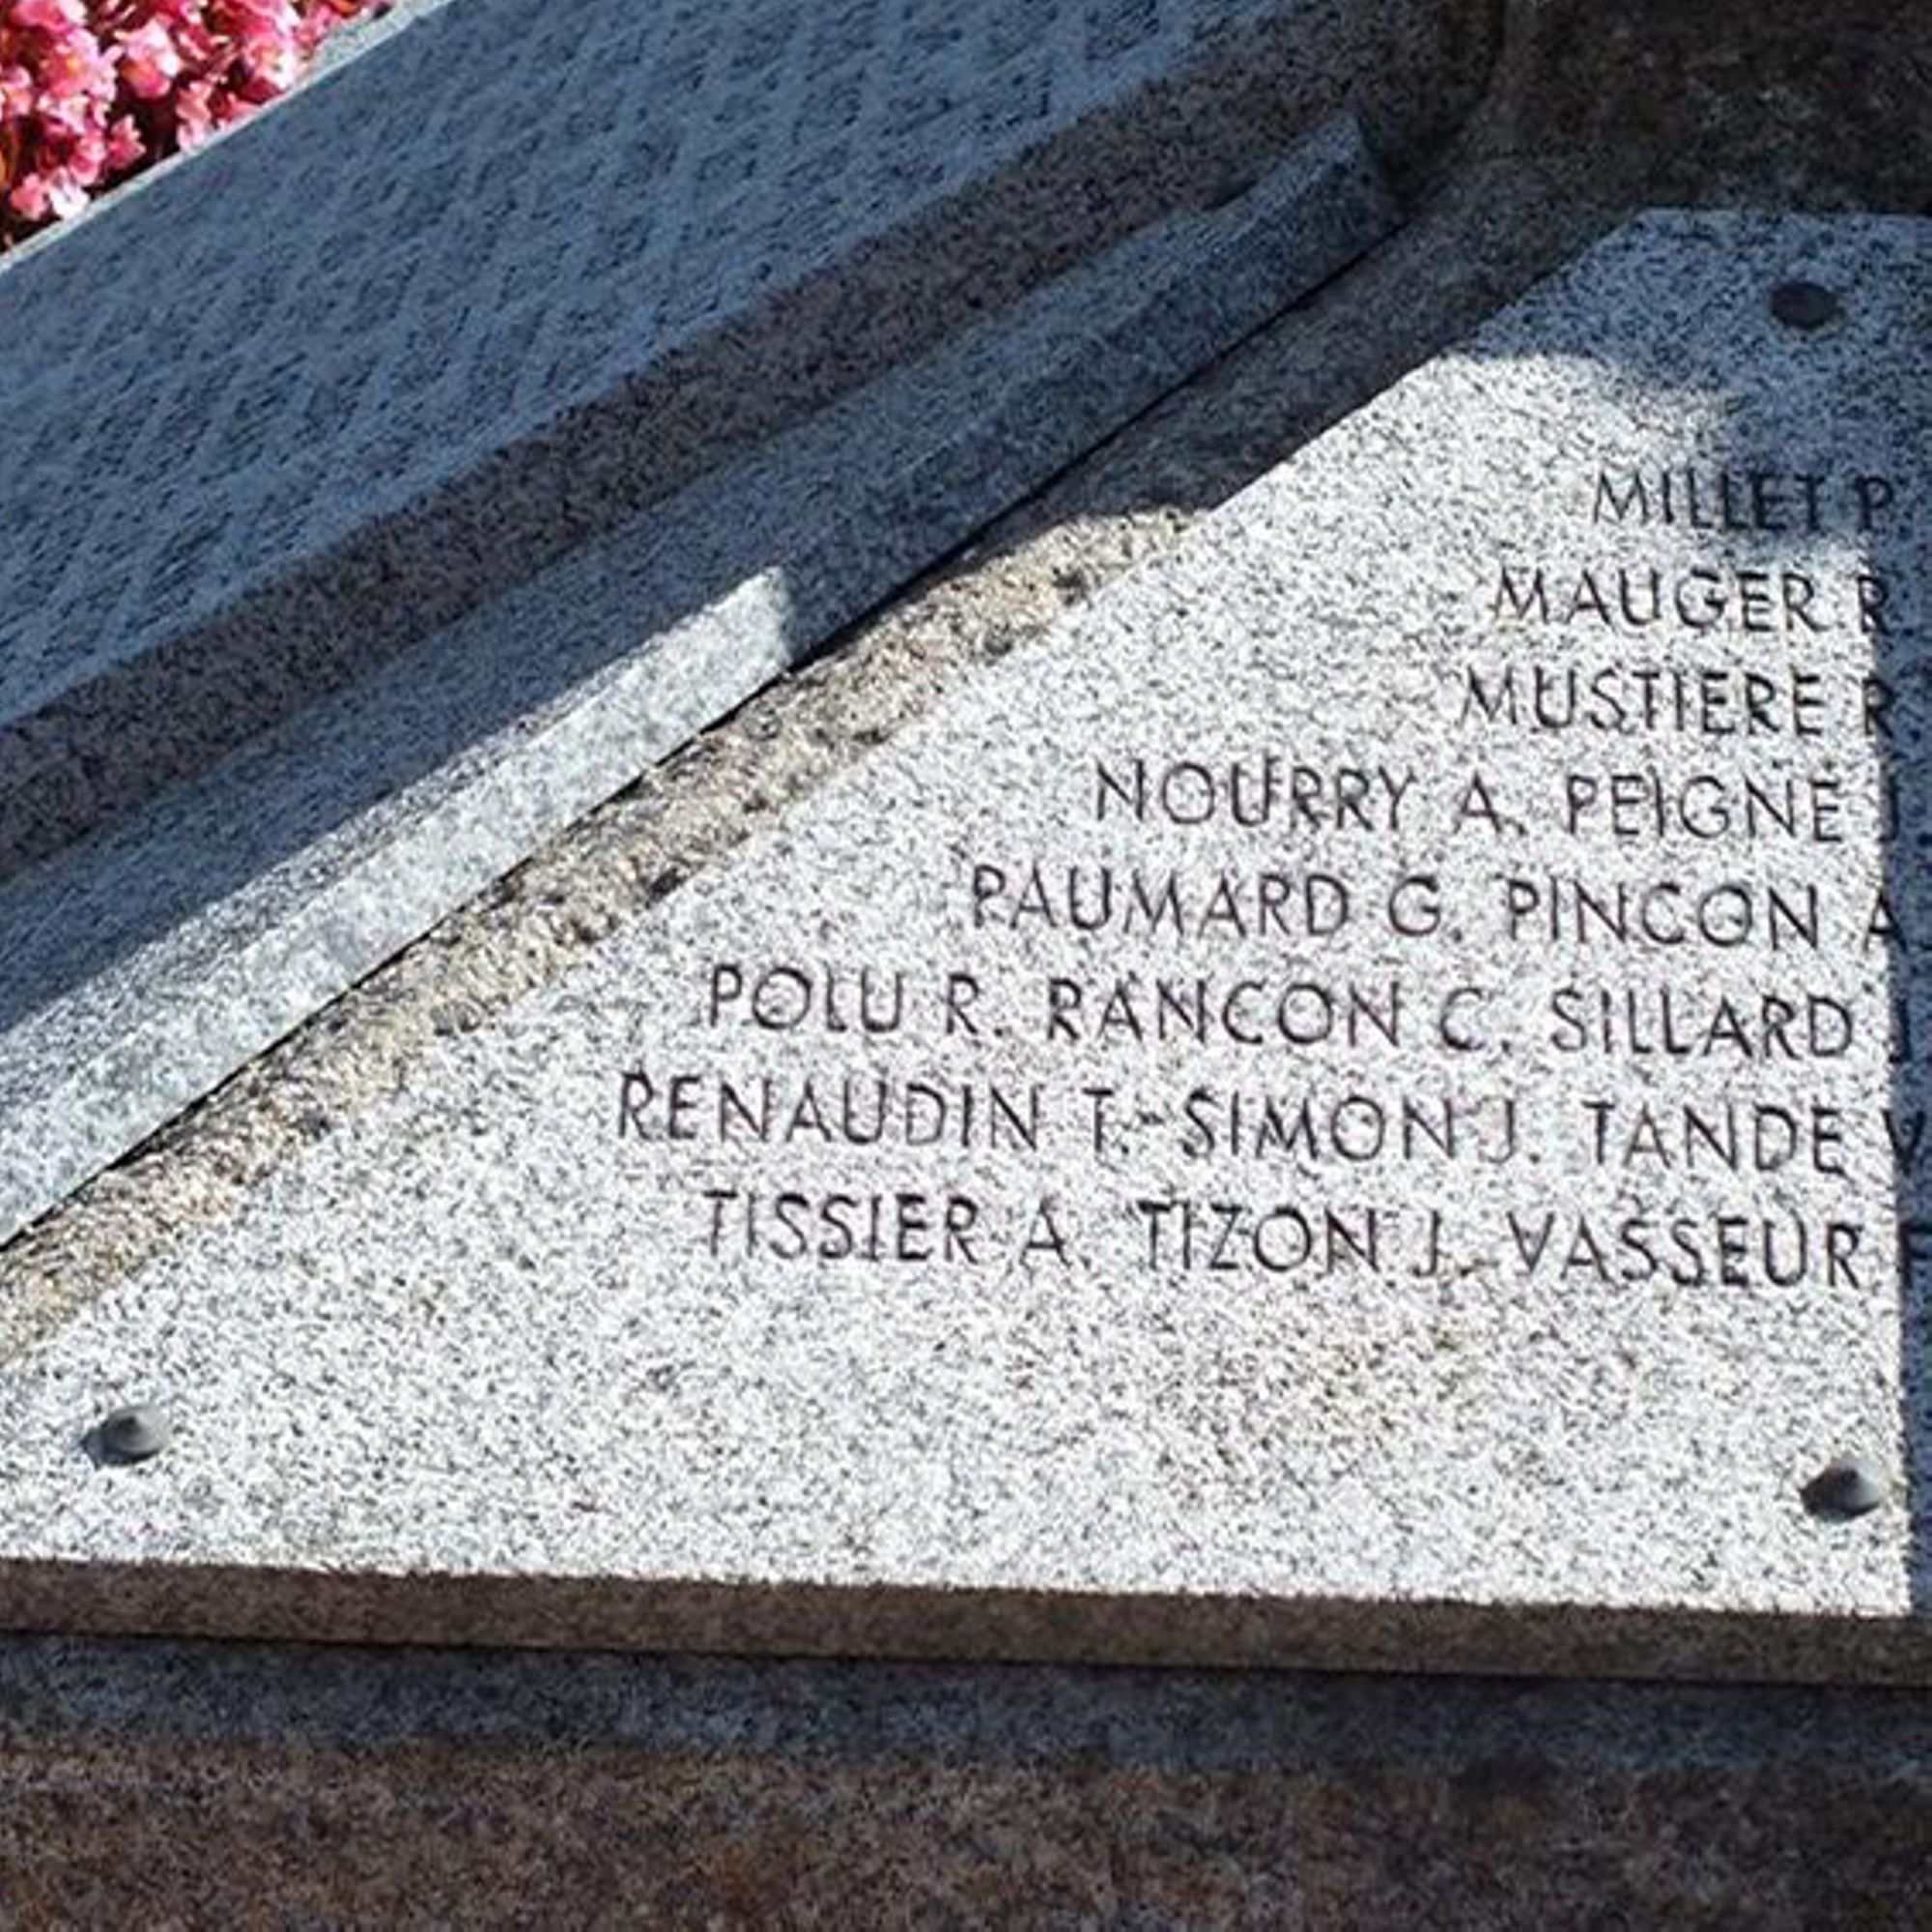 MILLET P
MAUGER R
MUSTIERE R
NOURRY A. PEIGNE J
PAUMARD G. PINCON A
POLU R. RANCON C. SILLARD J
RENAUDIN T. SIMON J. TANDE V
TISSIER A. TIZON J. VASSEUR